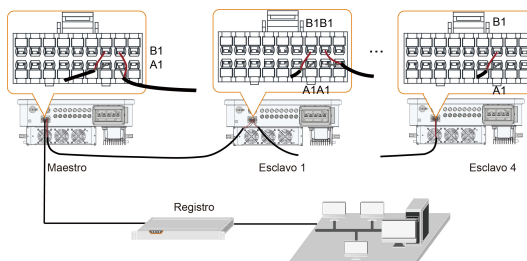 B1
A1
B1B1
A1A1
...
B1
A1
Maestro
Esclavo 1
Esclavo 4
Registro